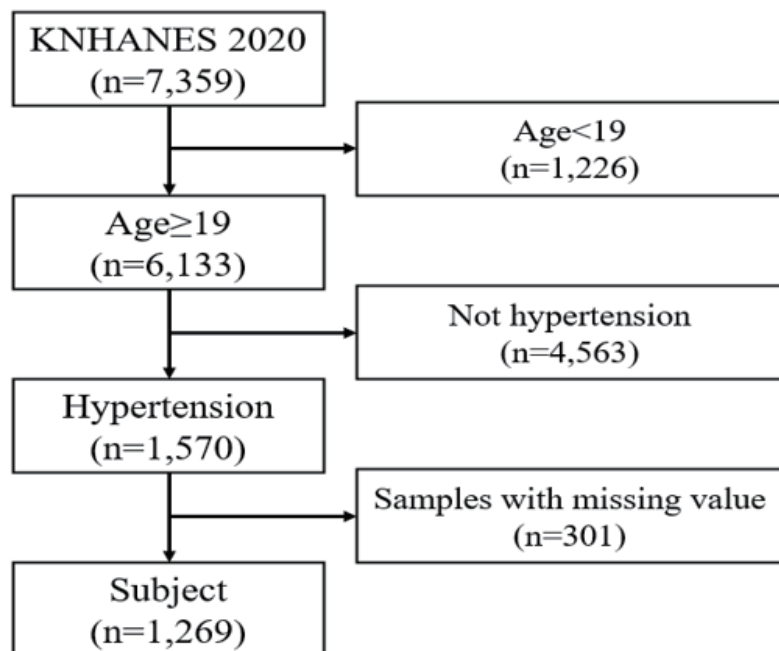 KNHANES 2020
(n=7,359)
Age<19
(n=1,226)
Age≥19
(n=6,133)
Not hypertension
(n=4,563)
Hypertension
(n=1,570)
Samples with missing value
(n=301)
Subject
(n=1,269)